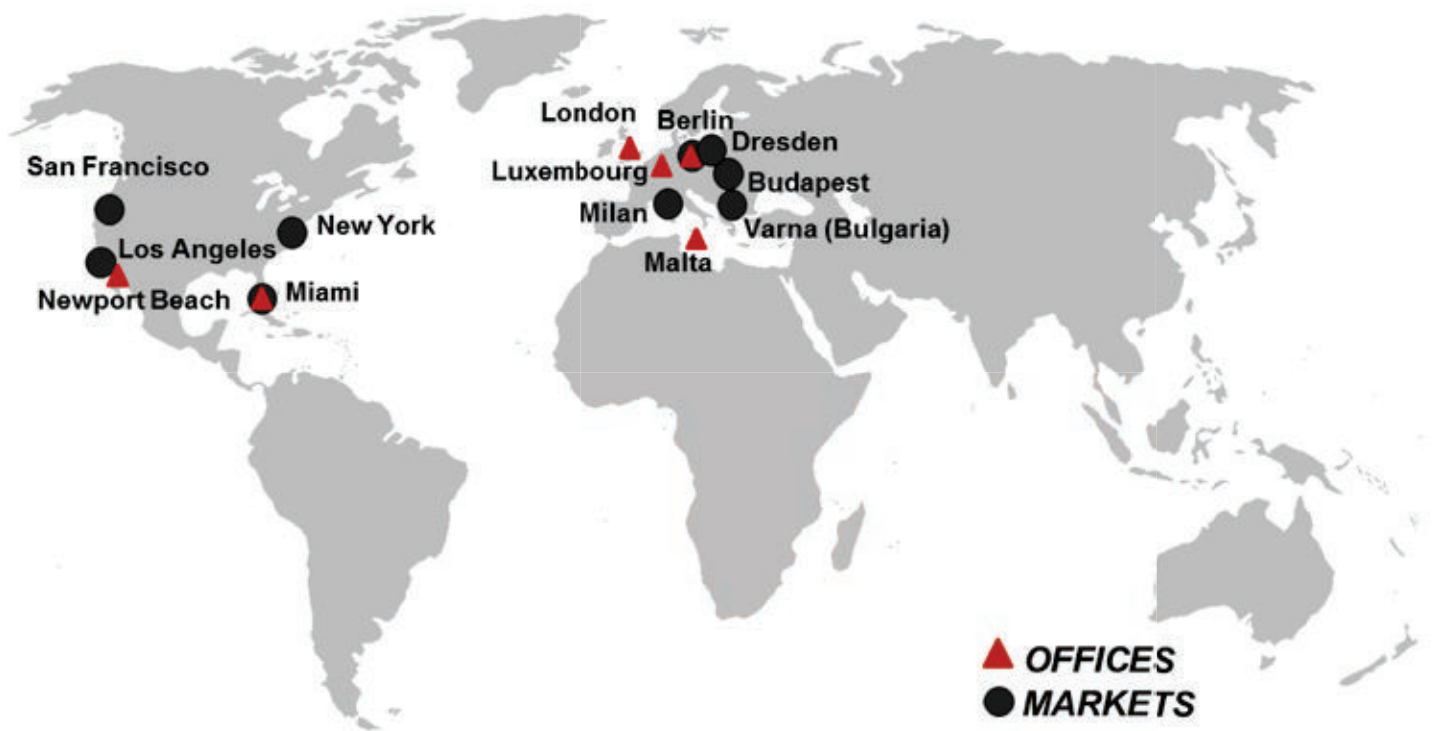 London
Berlin
Dresden
San Francisco
Luxembourg
Budapest
Milan
New York
Varna (Bulgaria)
Los Angeles
Malta
Newport Beach
Miami
OFFICES
MARKETS